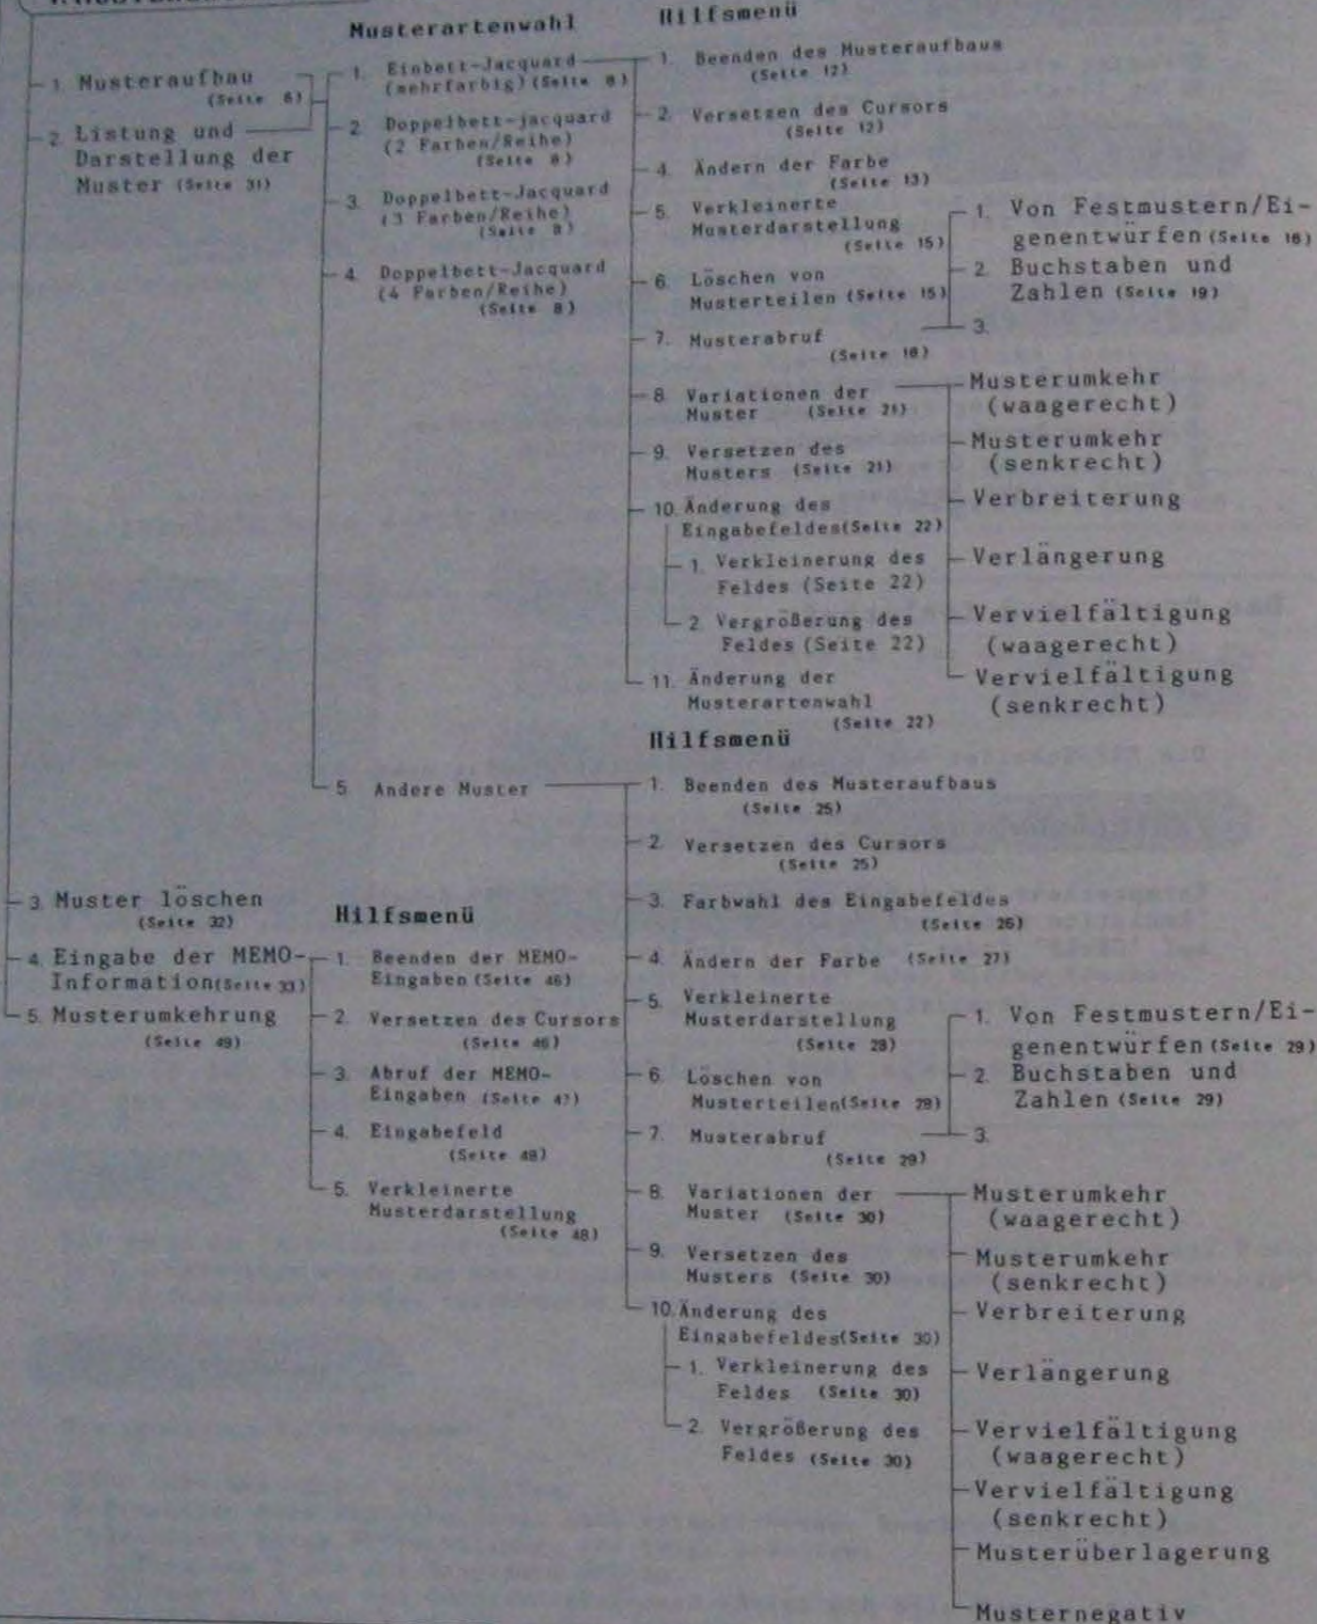 Musterartenwahl
Hilfsmenü
1. Musteraufbau
(Seite 6)
2. Listung und
Darstellung der
Muster (Seite 31)
1. Einbett-Jacquard
(mehrfarbig) (Seite 8)
2. Doppelbett-jacquard
(2 Farben/Reihe)
(Seite 8)
3. Doppelbett-Jacquard
(3 Farben/Reihe)
(Seite 8)
4. Doppelbett-Jacquard
(4 Farben/Reihe)
(Seite 8)
1. Beenden des Musteraufbaus
(Seite 12)
2. Versetzen des Cursors
(Seite 12)
4. Ändern der Farbe
(Seite 13)
5. Verkleinerte
Musterdarstellung
(Seite 15)
6. Löschen von
Musterteilen (Seite 15)
7. Musterabruf
(Seite 18)
1. Von Festmustern/Ei-
genentwürfen (Seite 18)
2. Buchstaben und
Zahlen (Seite 19)
3.
8. Variationen der
Muster (Seite 21)
9. Versetzen des
Musters (Seite 21)
10. Änderung des
Eingabefeldes(Seite 22)
1. Verkleinerung des
Feldes (Seite 22)
2. Vergrößerung des
Feldes (Seite 22)
11. Änderung der
Musterartenwahl
(Seite 22)
Musterumkehr
(waagerecht)
Musterumkehr
(senkrecht)
Verbreiterung
Verlängerung
Vervielfältigung
(waagerecht)
Vervielfältigung
(senkrecht)
Hilfsmenü
5. Andere Muster
1. Beenden des Musteraufbaus
(Seite 25)
2. Versetzen des Cursors
(Seite 25)
3. Farbwahl des Eingabefeldes
(Seite 26)
4. Ändern der Farbe (Seite 27)
5. Verkleinerte
Musterdarstellung
(Seite 28)
6. Löschen von
Musterteilen(Seite 28)
7. Musterabruf
(Seite 29)
1. Von Festmustern/Ei-
genentwürfen (Seite 29)
2. Buchstaben und
Zahlen (Seite 29)
3.
8. Variationen der
Muster (Seite 30)
9. Versetzen des
Musters (Seite 30)
10. Änderung des
Eingabefeldes(Seite 30)
1. Verkleinerung des
Feldes (Seite 30)
2. Vergrößerung des
Feldes (Seite 30)
Musterumkehr
(waagerecht)
Musterumkehr
(senkrecht)
Verbreiterung
Verlängerung
Vervielfältigung
(waagerecht)
Vervielfältigung
(senkrecht)
Musterüberlagerung
Musternegativ
3. Muster löschen
(Seite 32)
4. Eingabe der MEMO-
Information(Seite 33)
5. Musterumkehrung
(Seite 49)
Hilfsmenü
1. Beenden der MEMO-
Eingaben (Seite 46)
2. Versetzen des Cursors
(Seite 46)
3. Abruf der MEMO-
Eingaben (Seite 47)
4. Eingabefeld
(Seite 48)
5. Verkleinerte
Musterdarstellung
(Seite 48)